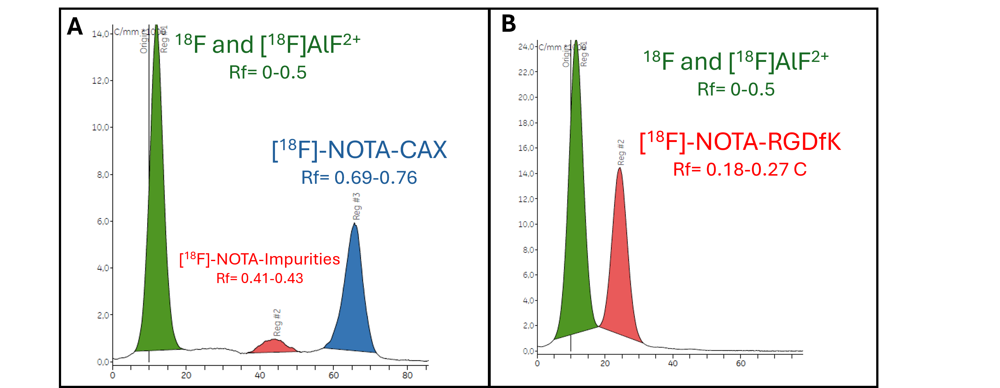 A
C/mm *1000
Origin
Reg #1
14,0
12,0
10,0
8,0
6,0
4,0
2,0
0,0
¹⁸F and [¹⁸F]AlF²⁺
Rf= 0-0.5
[¹⁸F]-NOTA-CAX
Rf= 0.69-0.76
Reg #3
[¹⁸F]-NOTA-Impurities
Rf= 0.41-0.43
Reg #2
0 20 40 60 80
B
C/mm *1000
Origin
Reg #1
24,0
22,0
20,0
18,0
16,0
14,0
12,0
10,0
8,0
6,0
4,0
2,0
0,0
¹⁸F and [¹⁸F]AlF²⁺
Rf= 0-0.5
[¹⁸F]-NOTA-RGDfK
Rf= 0.18-0.27 C
Reg #2
0 20 40 60